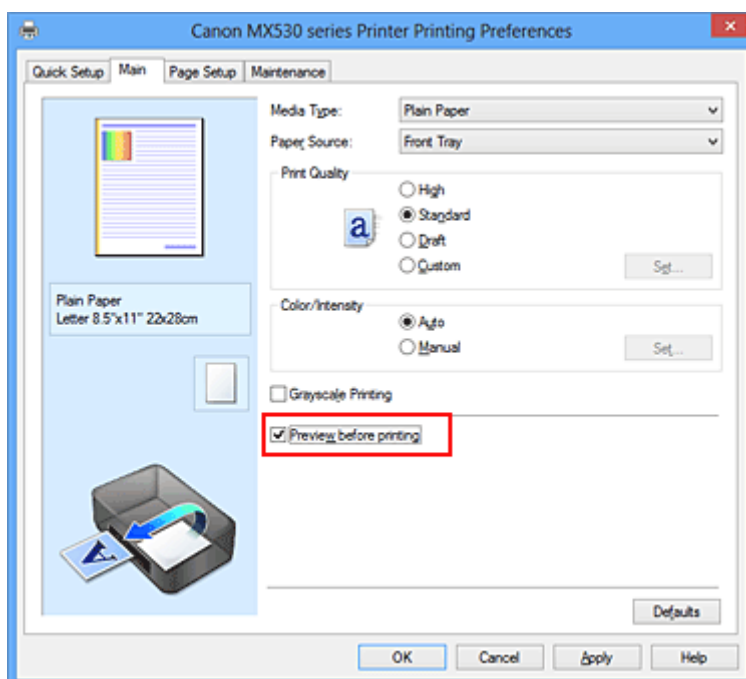 Canon MX530 series Printer Printing Preferences
Quick Setup Main Page Setup Maintenance
Media Type: Plain Paper
Paper Source: Front Tray
Print Quality
High
a Standard
Draft
Custom Set...
Plain Paper
Letter 8.5"x11" 22x28cm
Color/Intensity
Auto
Manual Set...
Grayscale Printing
Preview before printing
A
Defaults
OK Cancel Apply Help